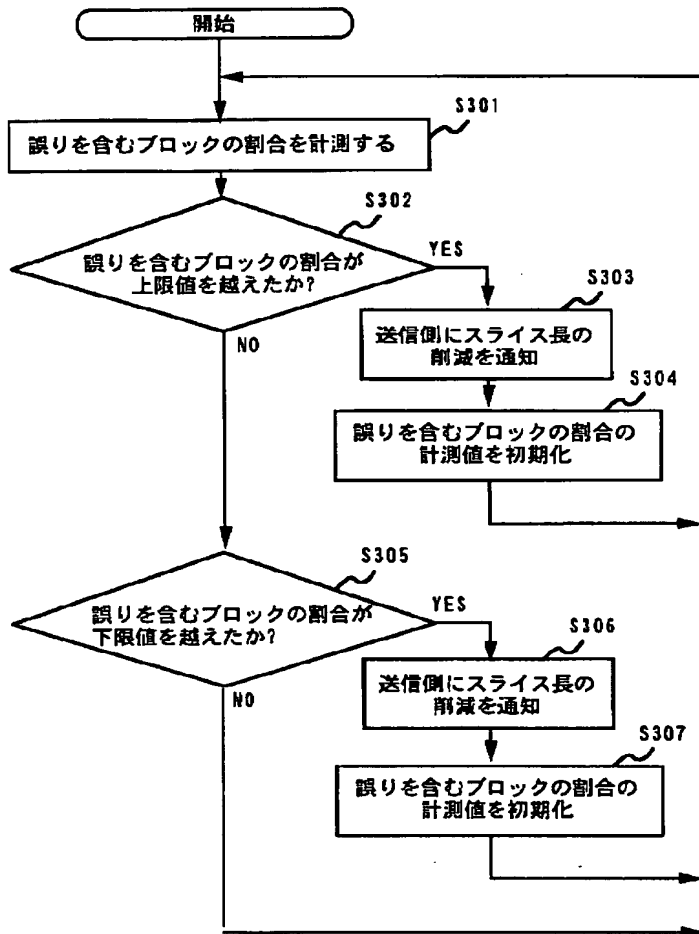 開始
S301
誤りを含むブロックの割合を計測する
S302
誤りを含むブロックの割合が
上限値を越えたか?
YES
NO
S303
送信側にスライス長の
削減を通知
S304
誤りを含むブロックの割合の
計測値を初期化
S305
誤りを含むブロックの割合が
下限値を越えたか?
YES
NO
S306
送信側にスライス長の
削減を通知
S307
誤りを含むブロックの割合の
計測値を初期化